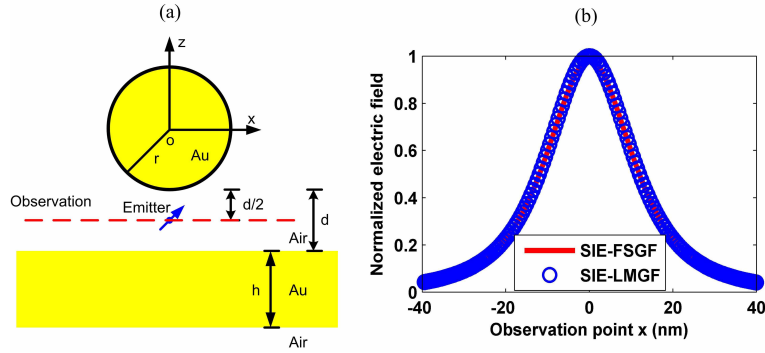 (a)
z
x
o
r
Au
Observation
Emitter
d/2
d
Air
h
Au
Air
(b)
Normalized electric field
1
0.8
0.6
0.4
0.2
0
-40
-20
0
20
40
Observation point x (nm)
SIE-FSGF
SIE-LMGF